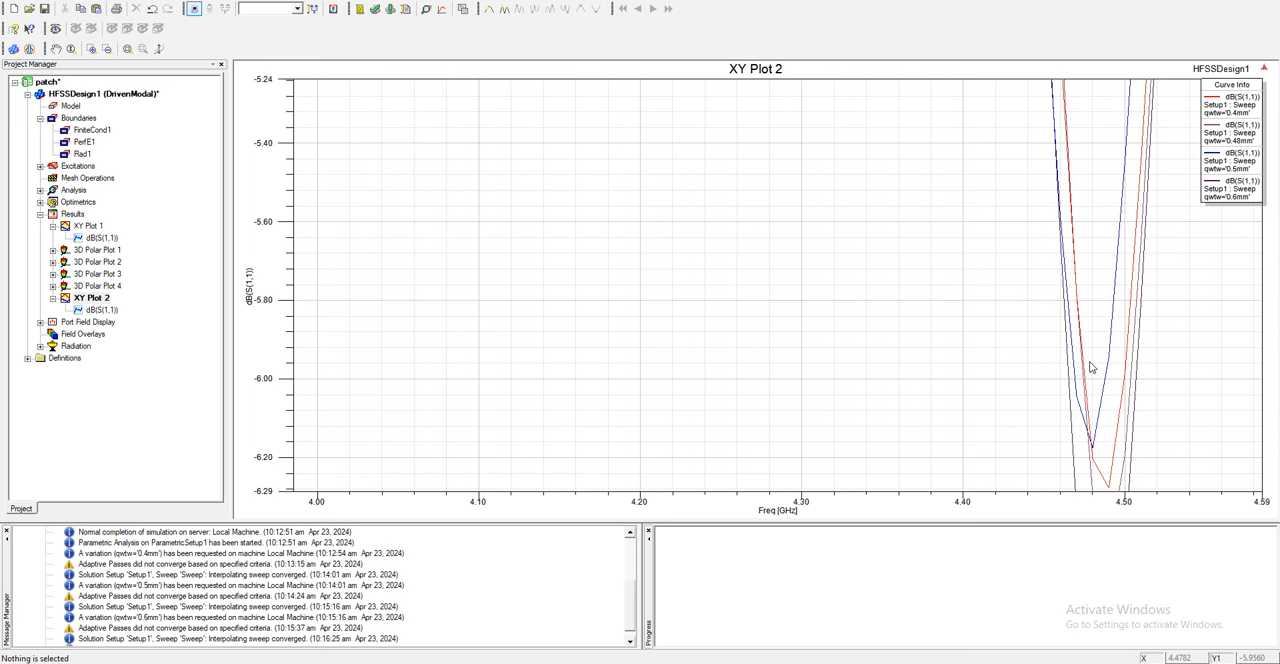 Project Manager
patch*
HFSSDesign1 (DrivenModal)*
Model
Boundaries
FiniteCond1
PerfE1
Rad1
Excitations
Mesh Operations
Analysis
Optimetrics
Results
XY Plot 1
dB(S(1,1))
3D Polar Plot 1
3D Polar Plot 2
3D Polar Plot 3
3D Polar Plot 4
XY Plot 2
dB(S(1,1))
Port Field Display
Field Overlays
Radiation
Definitions
Project
XY Plot 2
HFSSDesign1
Curve Info
dB(S(1,1))
Setup1 : Sweep
qwtw='0.4mm'
dB(S(1,1))
Setup1 : Sweep
qwtw='0.48mm'
dB(S(1,1))
Setup1 : Sweep
qwtw='0.5mm'
dB(S(1,1))
Setup1 : Sweep
qwtw='0.6mm'
-5.24
-5.40
-5.60
-5.80
-6.00
-6.20
-6.29
dB(S(1,1))
4.00
4.10
4.20
4.30
4.40
4.50
4.59
Freq [GHz]
Normal completion of simulation on server: Local Machine. (10:12:51 am Apr 23, 2024)
Parametric Analysis on ParametricSetup1 has been started. (10:12:51 am Apr 23, 2024)
A variation (qwtw='0.4mm') has been requested on machine Local Machine (10:12:54 am Apr 23, 2024)
Adaptive Passes did not converge based on specified criteria. (10:13:15 am Apr 23, 2024)
Solution Setup 'Setup1', Sweep 'Sweep': Interpolating sweep converged. (10:14:01 am Apr 23, 2024)
A variation (qwtw='0.5mm') has been requested on machine Local Machine (10:14:01 am Apr 23, 2024)
Adaptive Passes did not converge based on specified criteria. (10:14:24 am Apr 23, 2024)
Solution Setup 'Setup1', Sweep 'Sweep': Interpolating sweep converged. (10:15:16 am Apr 23, 2024)
A variation (qwtw='0.6mm') has been requested on machine Local Machine (10:15:16 am Apr 23, 2024)
Adaptive Passes did not converge based on specified criteria. (10:15:37 am Apr 23, 2024)
Solution Setup 'Setup1', Sweep 'Sweep': Interpolating sweep converged. (10:16:25 am Apr 23, 2024)
Message Manager
Progress
Activate Windows
Go to Settings to activate Windows.
Nothing is selected
X
4.4782
Y1
-5.9560